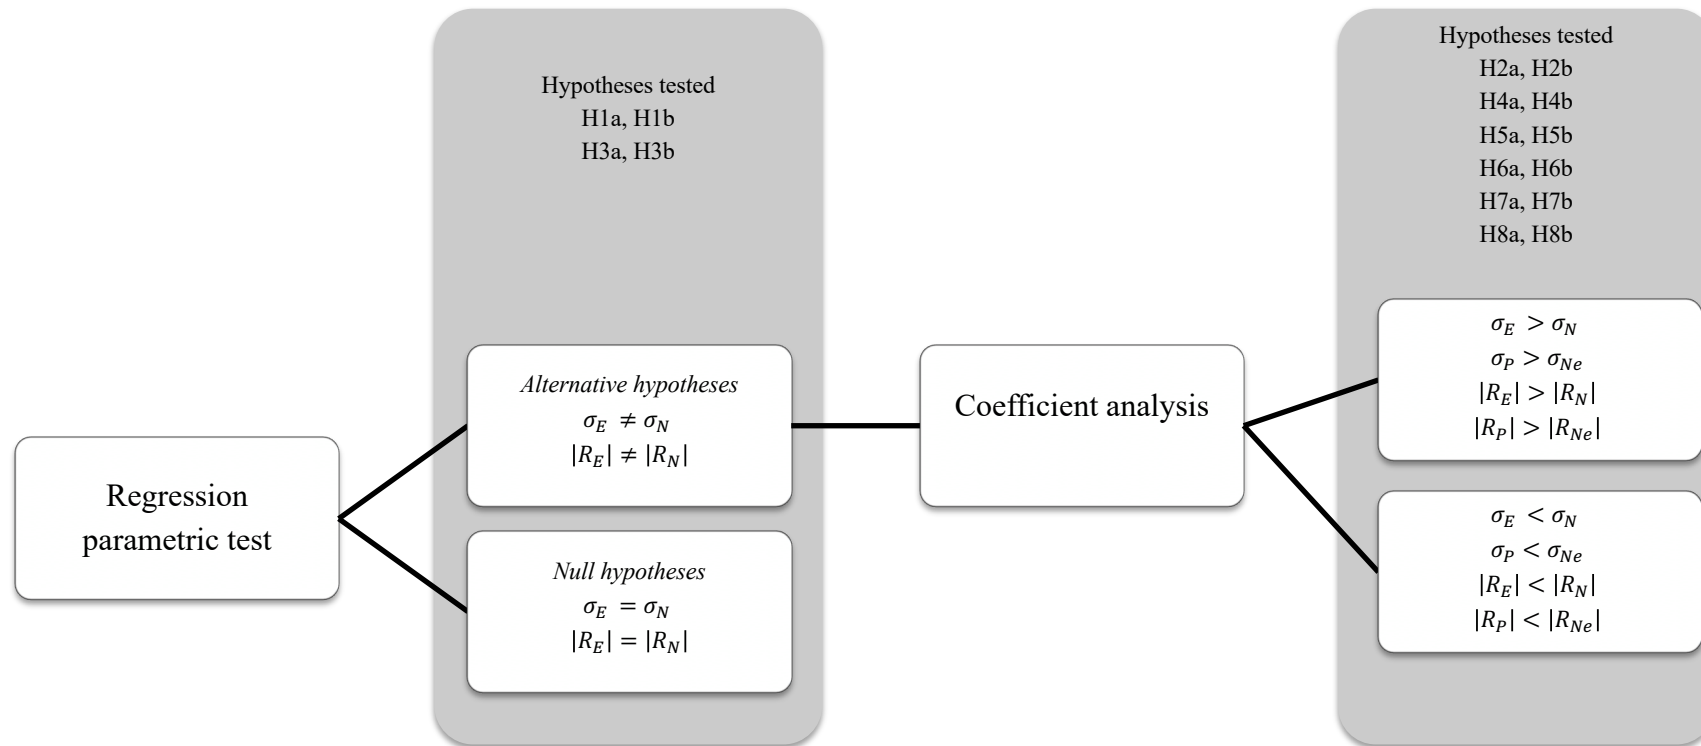 Hypotheses tested
H1a, H1b
H3a, H3b
Hypotheses tested
H2a, H2b
H4a, H4b
H5a, H5b
H6a, H6b
H7a, H7b
H8a, H8b
Regression
parametric test
Alternative hypotheses
σ_E ≠ σ_N
|R_E| ≠ |R_N|
Null hypotheses
σ_E = σ_N
|R_E| = |R_N|
Coefficient analysis
σ_E > σ_N
σ_P > σ_Ne
|R_E| > |R_N|
|R_P| > |R_Ne|
σ_E < σ_N
σ_P < σ_Ne
|R_E| < |R_N|
|R_P| < |R_Ne|